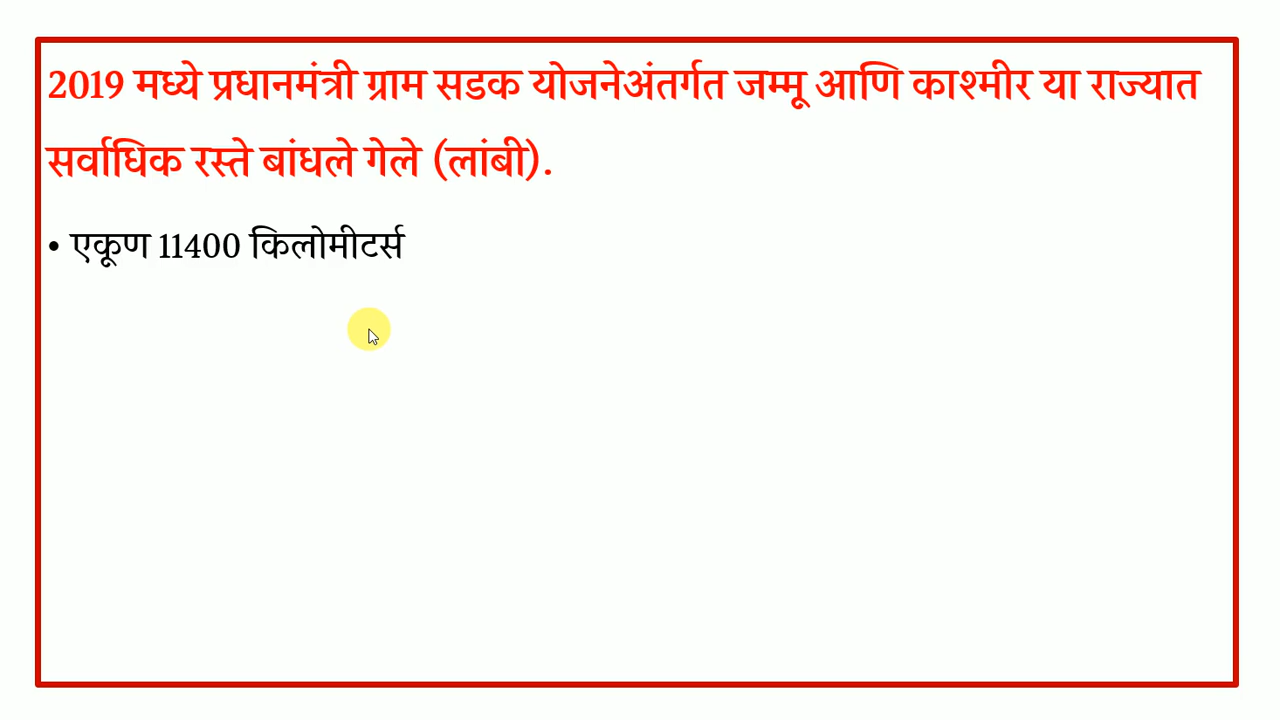 2019 मध्ये प्रधानमंत्री ग्राम सडक योजनेअंतर्गत जम्मू आणि काश्मीर या राज्यात
सर्वाधिक रस्ते बांधले गेले (लांबी).
• एकूण 11400 किलोमीटर्स